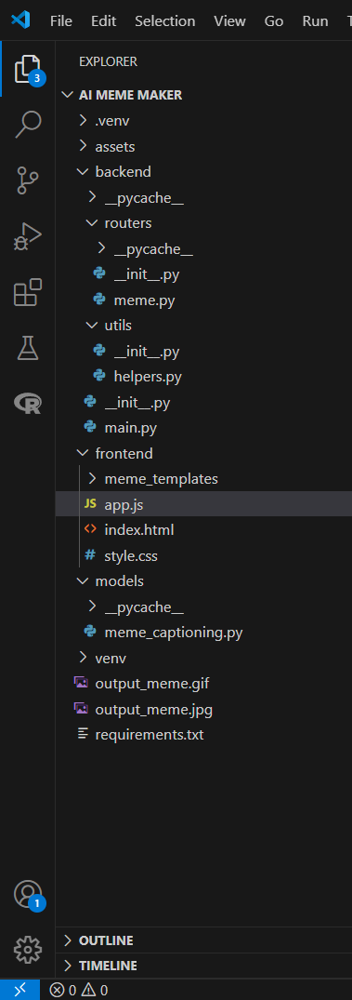 File Edit Selection View Go Run
EXPLORER
3
AI MEME MAKER
.venv
assets
backend
__pycache__
routers
__pycache__
__init__.py
meme.py
utils
__init__.py
helpers.py
__init__.py
main.py
frontend
meme_templates
JS app.js
<> index.html
# style.css
models
__pycache__
meme_captioning.py
venv
output_meme.gif
output_meme.jpg
requirements.txt
1
OUTLINE
TIMELINE
0 0